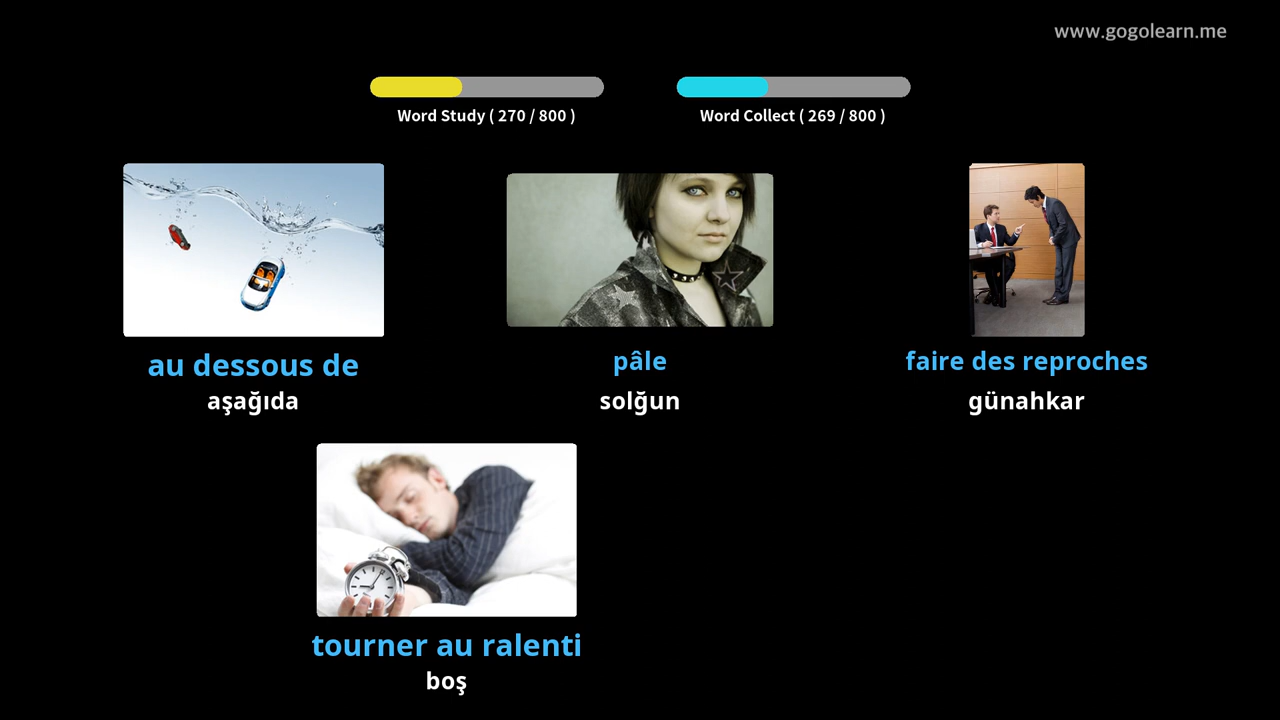 www.gogolearn.me
Word Study ( 270 / 800 )
Word Collect ( 269 / 800 )
au dessous de
aşağıda
pâle
solğun
faire des reproches
günahkar
tourner au ralenti
boş